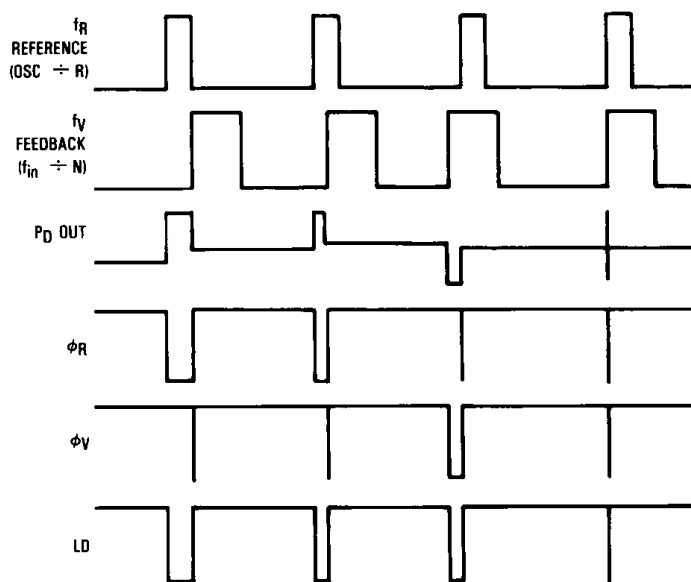 fR
REFERENCE
(OSC ÷ R)
fV
FEEDBACK
(fin ÷ N)
PD OUT
ϕR
ϕV
LD